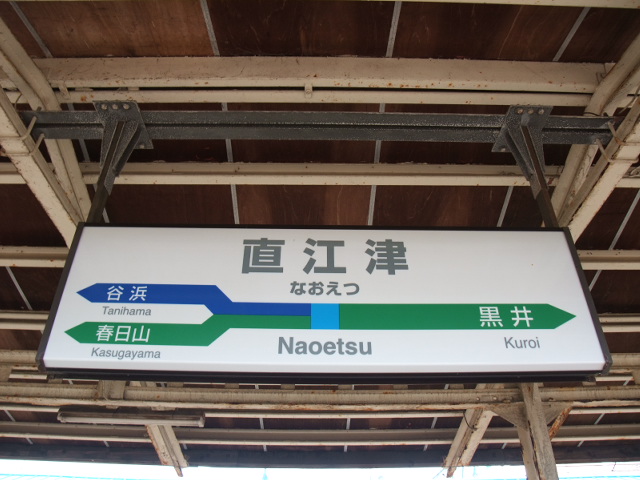 直江津
なおえつ
谷浜
Tanihama
春日山
Kasugayama
黒井
Kuroi
Naoetsu